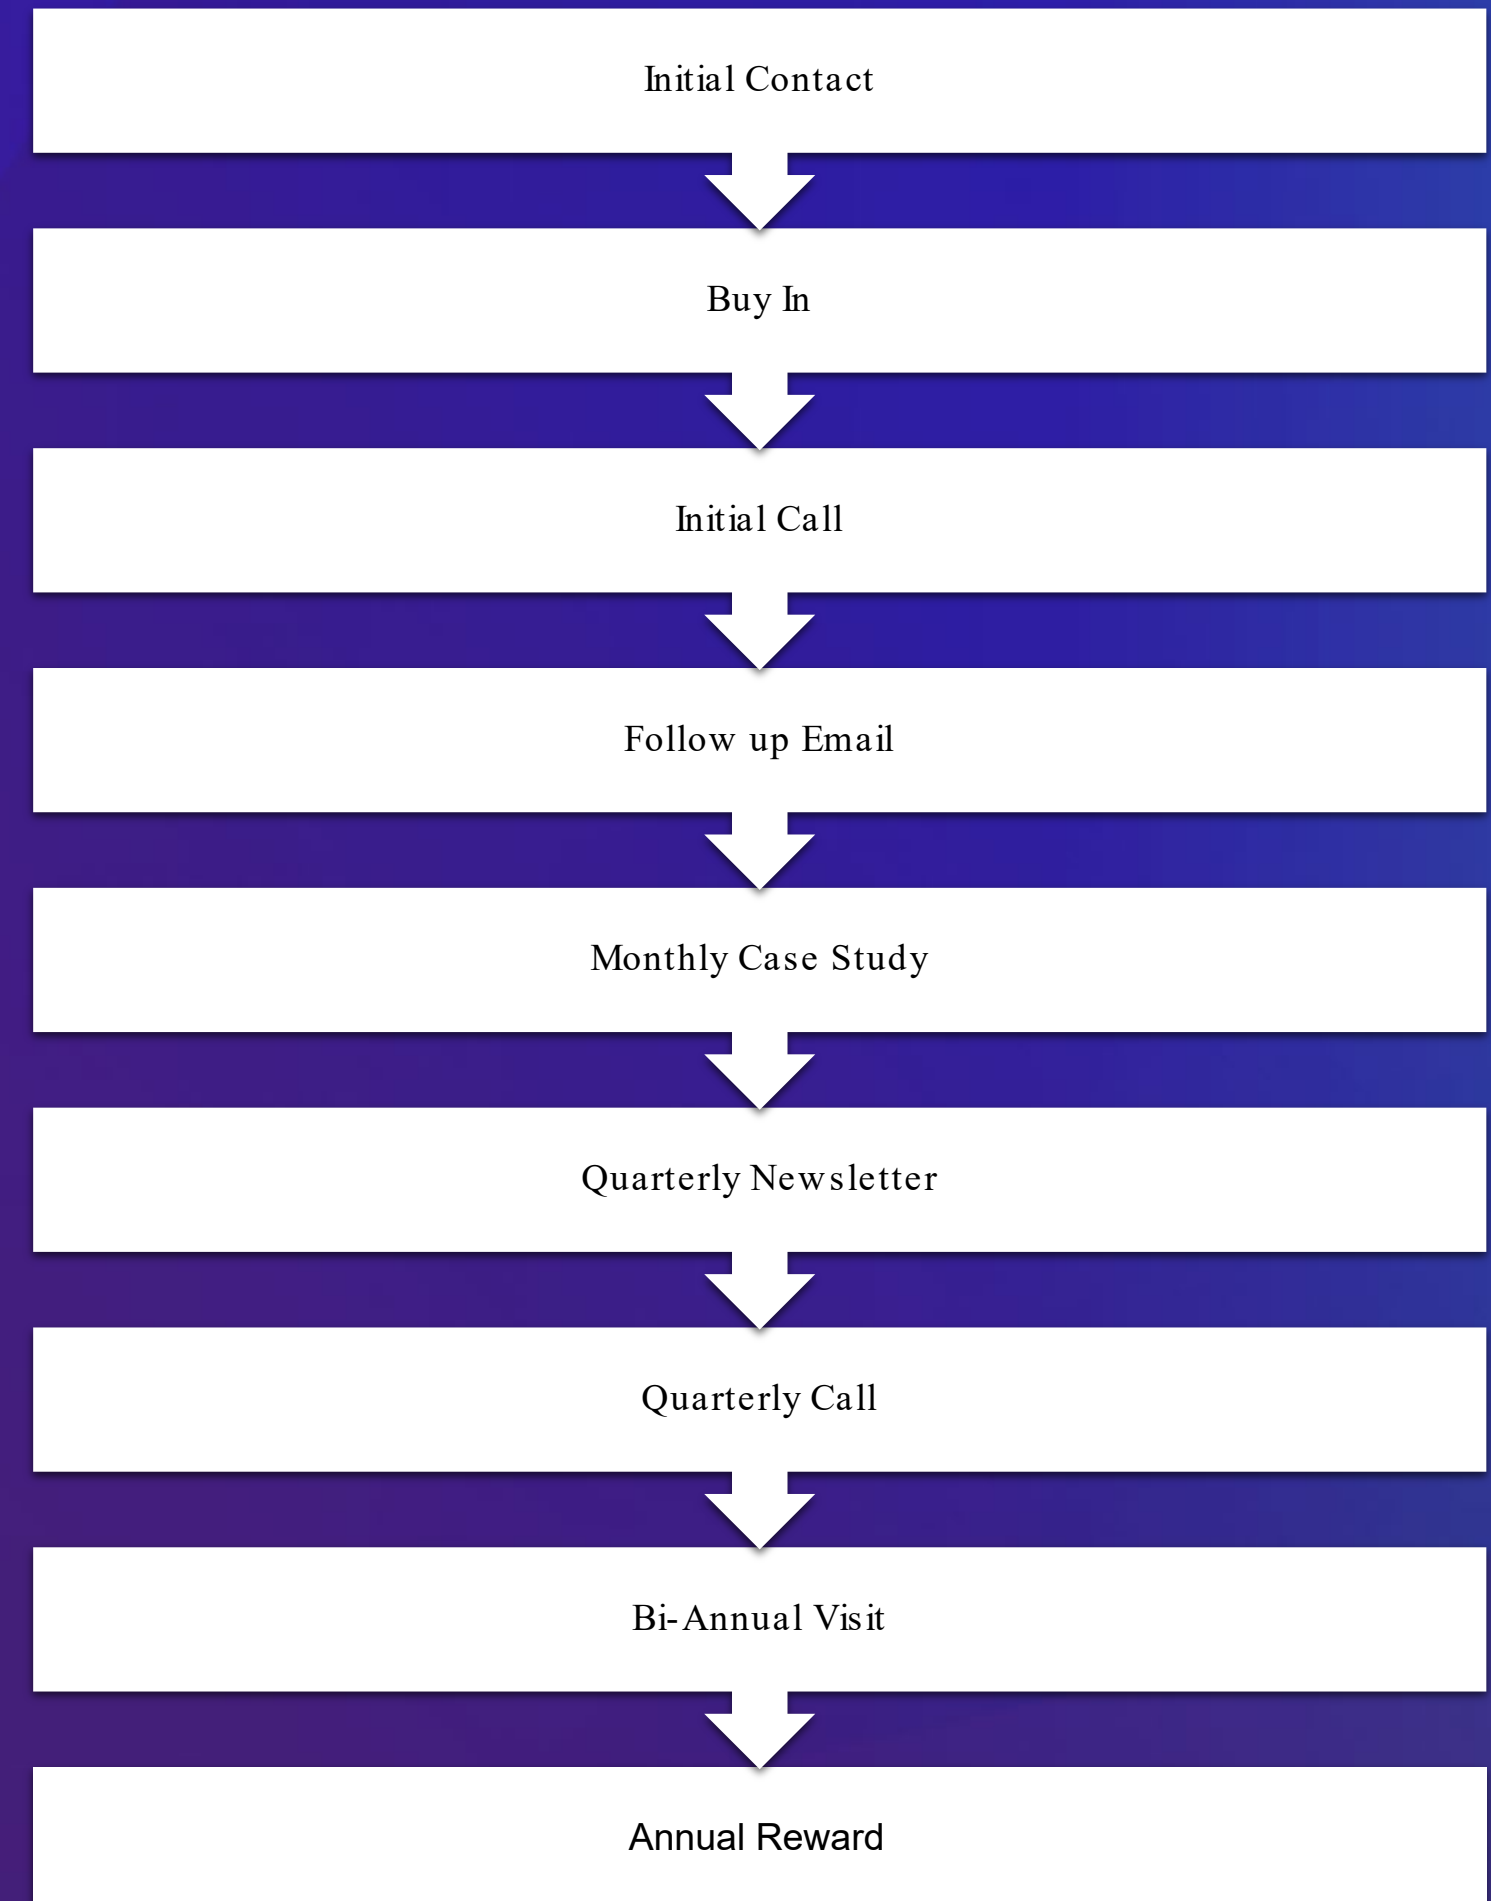 Initial Contact
Buy In
Initial Call
Follow up Email
Monthly Case Study
Quarterly Newsletter
Quarterly Call
Bi-Annual Visit
Annual Reward